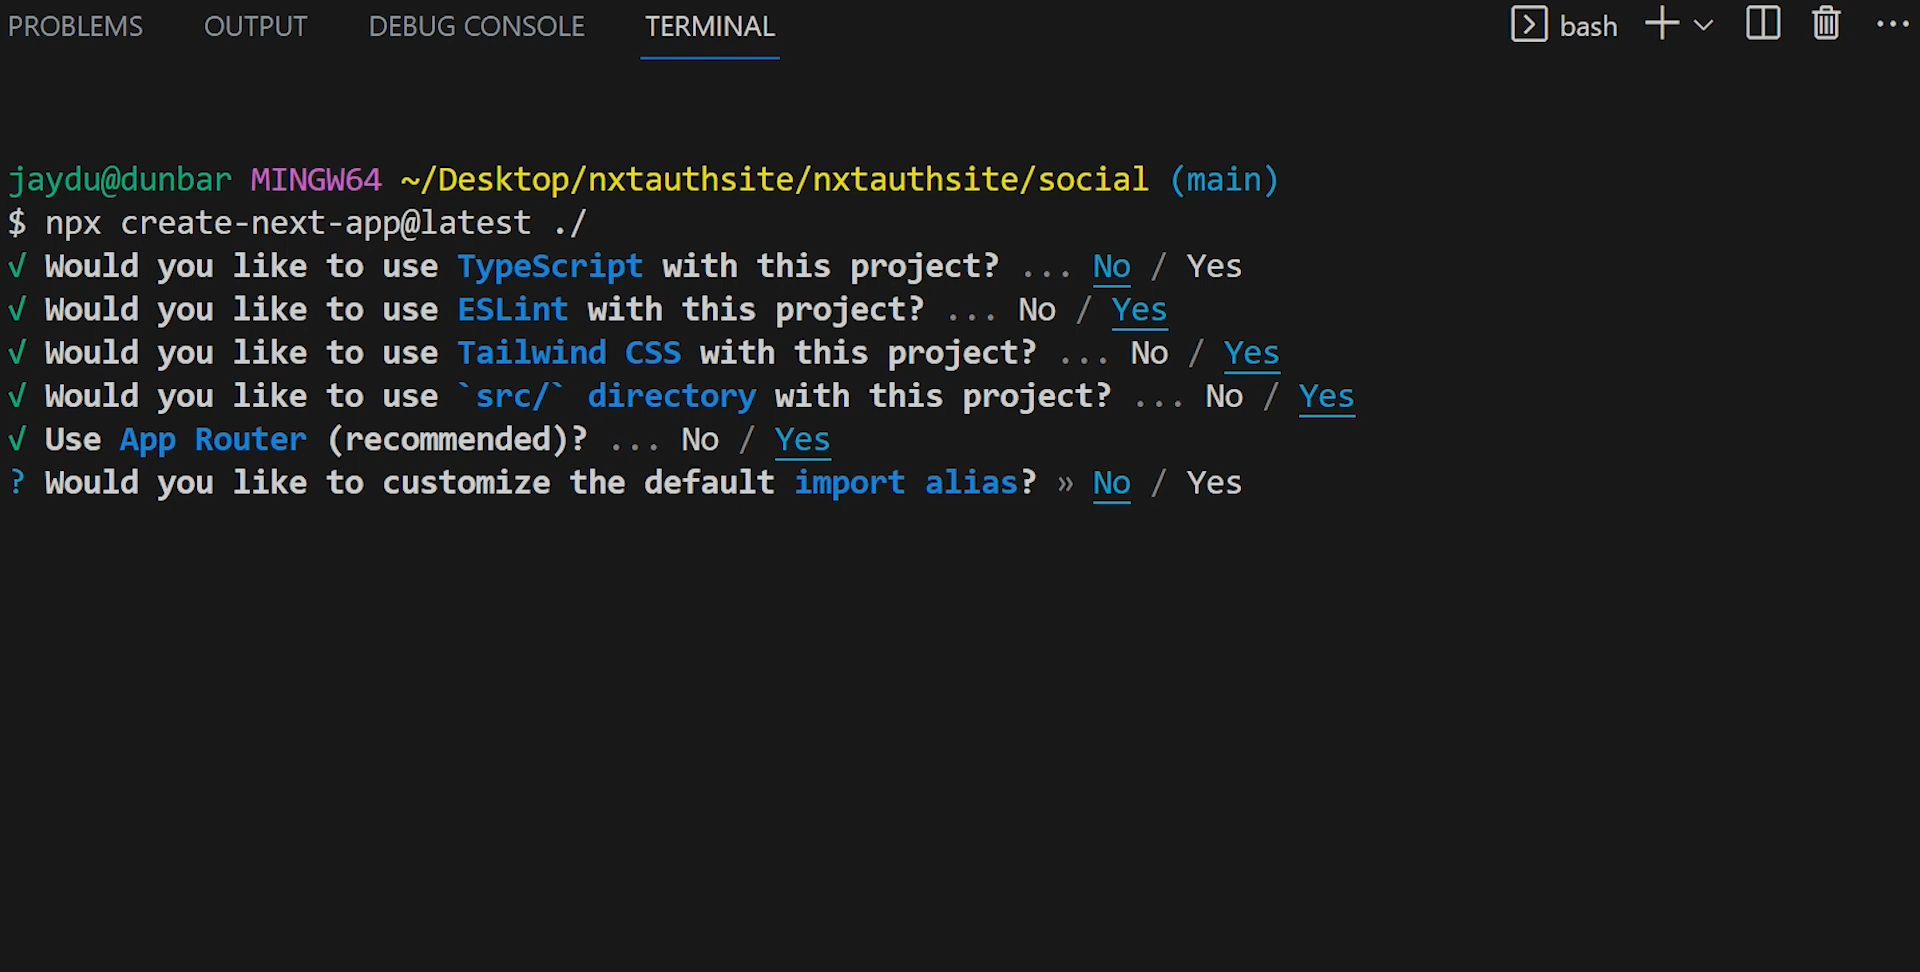 PROBLEMS OUTPUT DEBUG CONSOLE TERMINAL bash
jaydu@dunbar MINGW64 ~/Desktop/nxtauthsite/nxtauthsite/social (main)
$ npx create-next-app@latest ./
√ Would you like to use TypeScript with this project? ... No / Yes
√ Would you like to use ESLint with this project? ... No / Yes
√ Would you like to use Tailwind CSS with this project? ... No / Yes
√ Would you like to use `src/` directory with this project? ... No / Yes
√ Use App Router (recommended)? ... No / Yes
? Would you like to customize the default import alias? » No / Yes